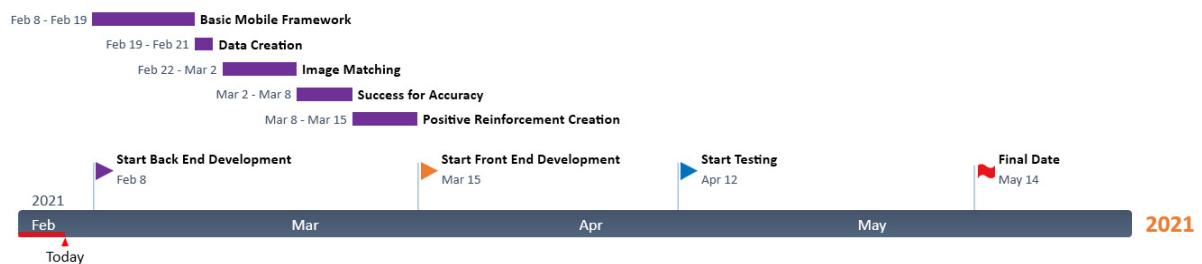 Feb 8 - Feb 19 Basic Mobile Framework
Feb 19 - Feb 21 Data Creation
Feb 22 - Mar 2 Image Matching
Mar 2 - Mar 8 Success for Accuracy
Mar 8 - Mar 15 Positive Reinforcement Creation
Start Back End Development
Feb 8
Start Front End Development
Mar 15
Start Testing
Apr 12
Final Date
May 14
2021
Feb Mar Apr May 2021
Today